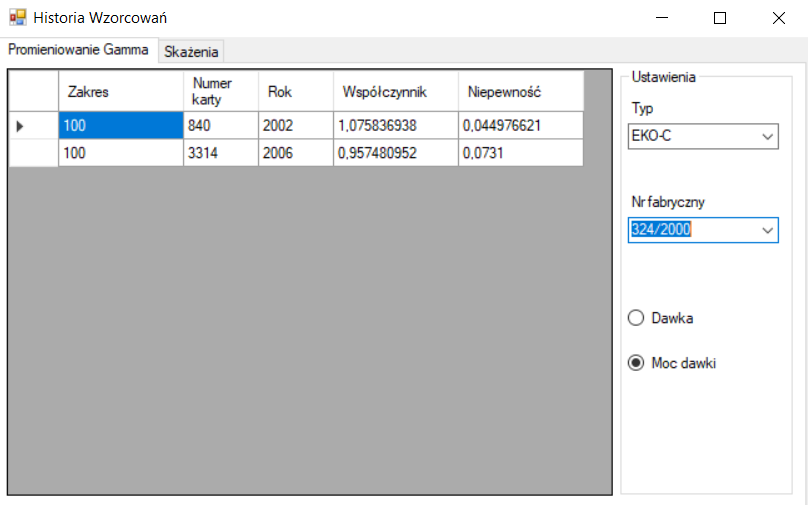 Historia Wzorcowań
Promieniowanie Gamma Skażenia
Zakres Numer karty Rok Współczynnik Niepewność
100 840 2002 1,075836938 0,044976621
100 3314 2006 0,957480952 0,0731
Ustawienia
Typ
EKO-C
Nr fabryczny
324/2000
Dawka
Moc dawki